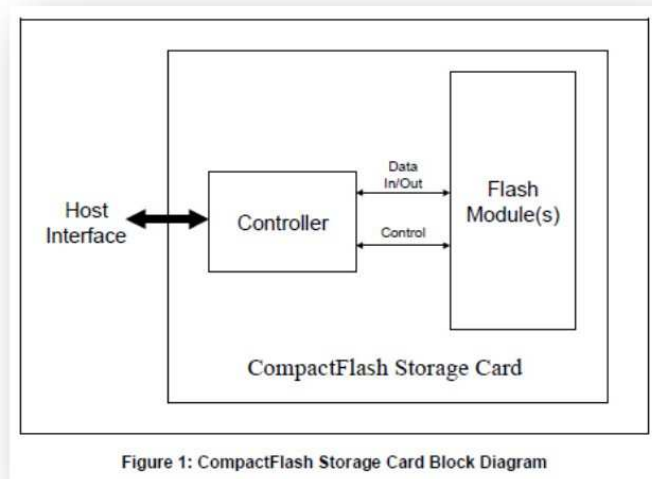 Host
Interface
Controller
Data
In/Out
Control
Flash
Module(s)
CompactFlash Storage Card
Figure 1: CompactFlash Storage Card Block Diagram